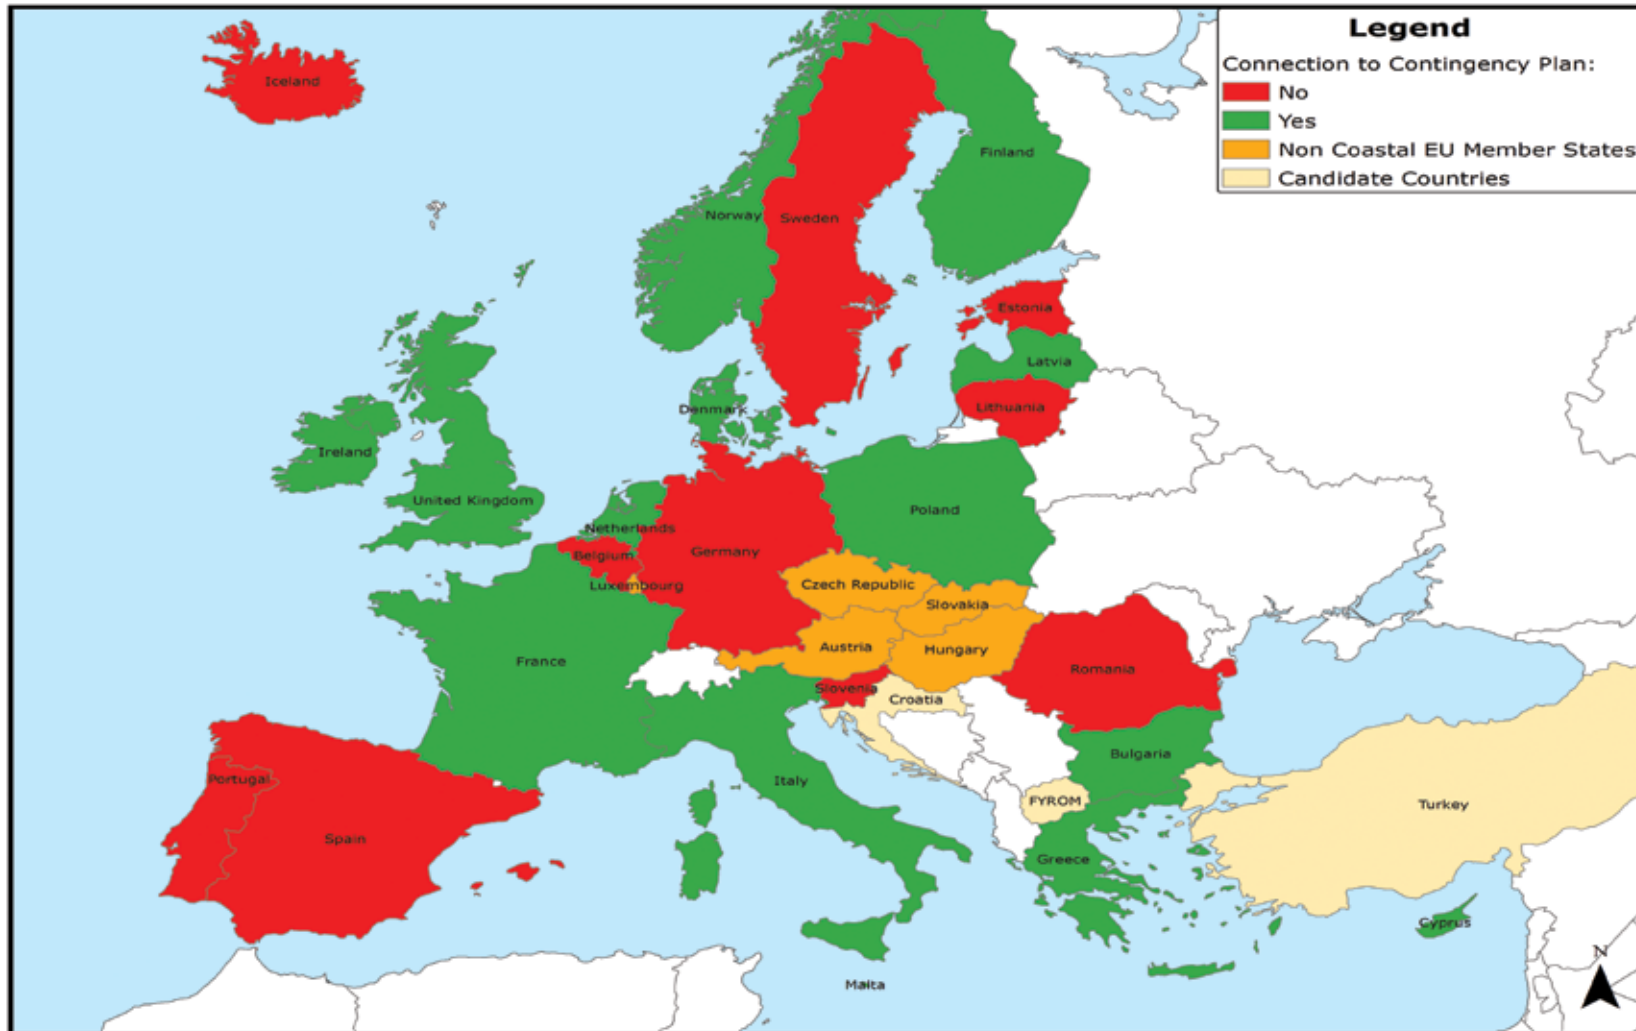 Legend
Connection to Contingency Plan:
No
Yes
Non Coastal EU Member States
Candidate Countries
Iceland
Finland
Norway
Sweden
Estonia
Latvia
Denmark
Lithuania
Ireland
United Kingdom
Poland
Netherlands
Germany
Belgium
Luxembourg
Czech Republic
Slovakia
Austria
Hungary
France
Romania
Slovenia
Croatia
Bulgaria
Portugal
Italy
FYROM
Turkey
Spain
Greece
Cyprus
N
Malta